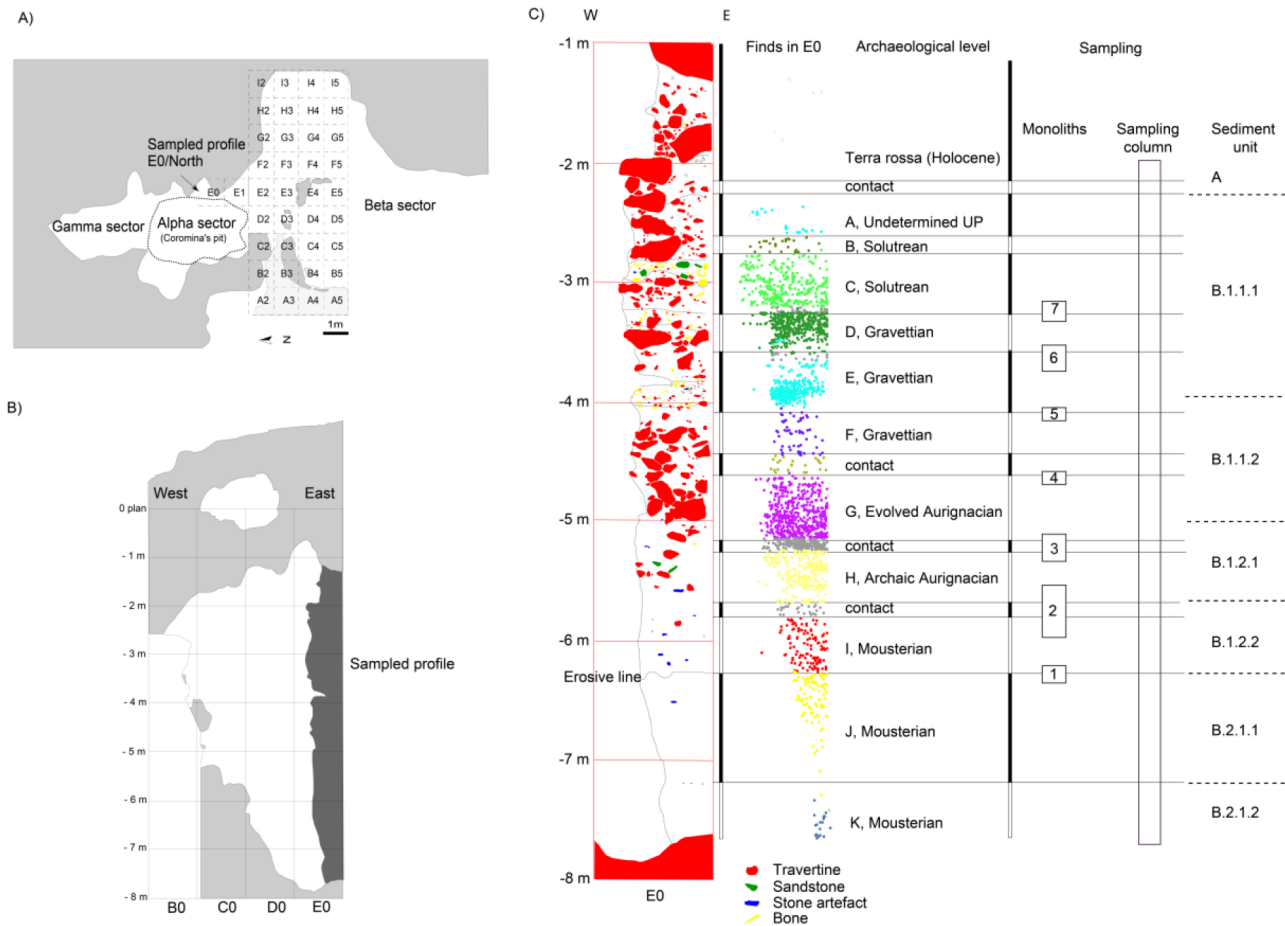 A)
I2 I3 I4 I5
H2 H3 H4 H5
G2 G3 G4 G5
Sampled profile
E0/North
F2 F3 F4 F5
E0 E1 E2 E3 E4 E5
Gamma sector
Alpha sector
(Coromina's pit)
Beta sector
D2 D3 D4 D5
C2 C3 C4 C5
B2 B3 B4 B5
A2 A3 A4 A5
N
1m
B)
West East
0 plan
- 1 m
- 2 m
- 3 m
- 4 m
- 5 m
- 6 m
- 7 m
- 8 m
Sampled profile
B0 C0 D0 E0
C) W E
-1 m
-2 m
-3 m
-4 m
-5 m
-6 m
Erosive line
-7 m
-8 m
E0
Finds in E0
Archaeological level
Sampling
Monoliths
Sampling
column
Sediment
unit
Terra rossa (Holocene)
contact
A, Undetermined UP
B, Solutrean
C, Solutrean
D, Gravettian
E, Gravettian
F, Gravettian
contact
G, Evolved Aurignacian
contact
H, Archaic Aurignacian
contact
I, Mousterian
J, Mousterian
K, Mousterian
7
6
5
4
3
2
1
A
B.1.1.1
B.1.1.2
B.1.2.1
B.1.2.2
B.2.1.1
B.2.1.2
Travertine
Sandstone
Stone artefact
Bone